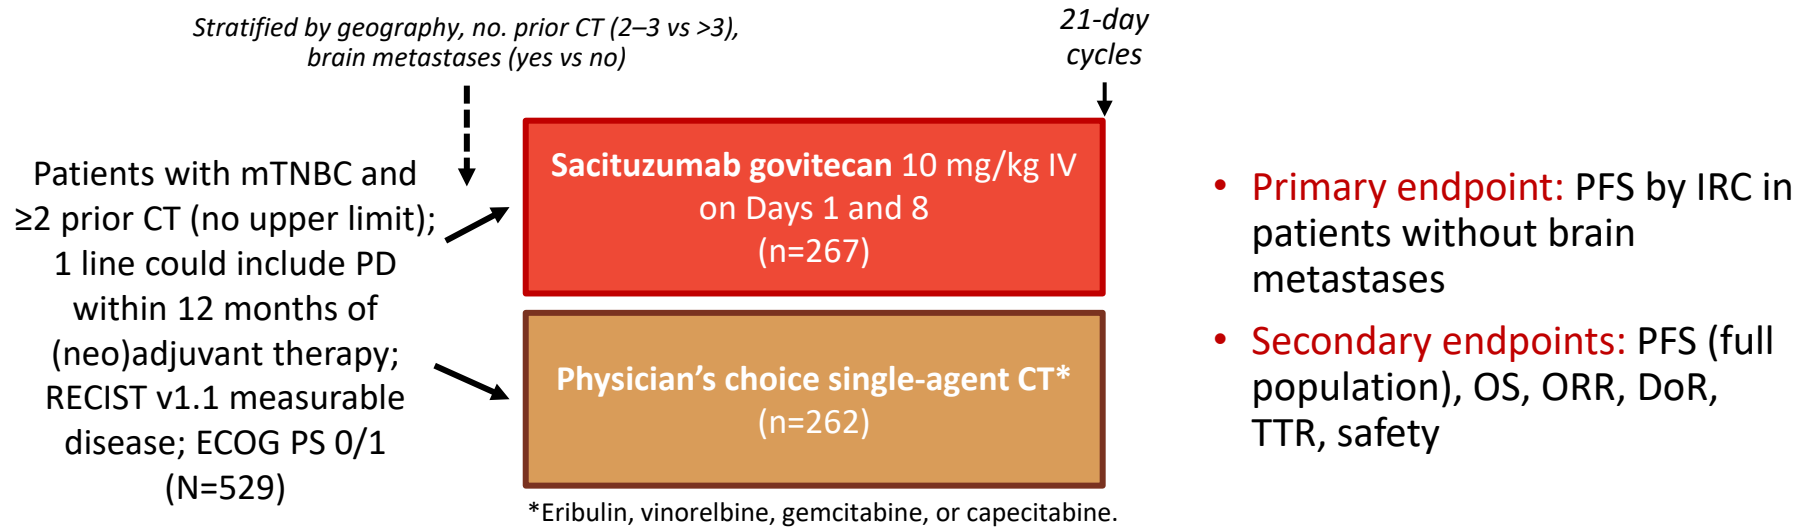 Stratified by geography, no. prior CT (2–3 vs >3),
brain metastases (yes vs no)
21-day
cycles
Patients with mTNBC and
≥2 prior CT (no upper limit);
1 line could include PD
within 12 months of
(neo)adjuvant therapy;
RECIST v1.1 measurable
disease; ECOG PS 0/1
(N=529)
Sacituzumab govitecan 10 mg/kg IV
on Days 1 and 8
(n=267)
Physician’s choice single-agent CT*
(n=262)
*Eribulin, vinorelbine, gemcitabine, or capecitabine.
• Primary endpoint: PFS by IRC in
patients without brain
metastases
• Secondary endpoints: PFS (full
population), OS, ORR, DoR,
TTR, safety